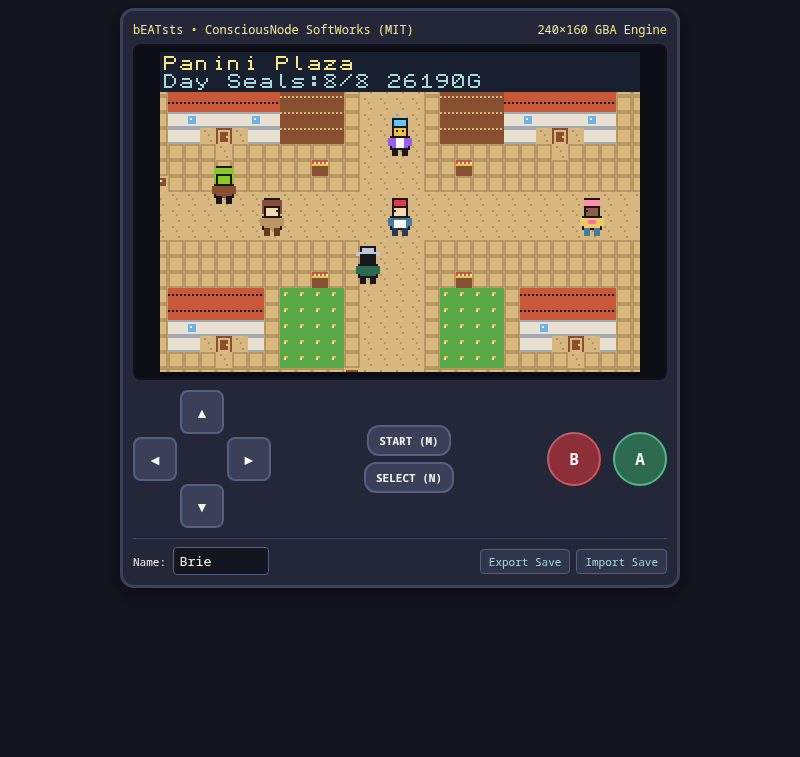 bEATsts • ConsciousNode SoftWorks (MIT) 240×160 GBA Engine
Panini Plaza
Day Seals:8/8 26190G
▲
◄ ►
▼
START (M)
SELECT (N)
B A
Name: Brie Export Save Import Save